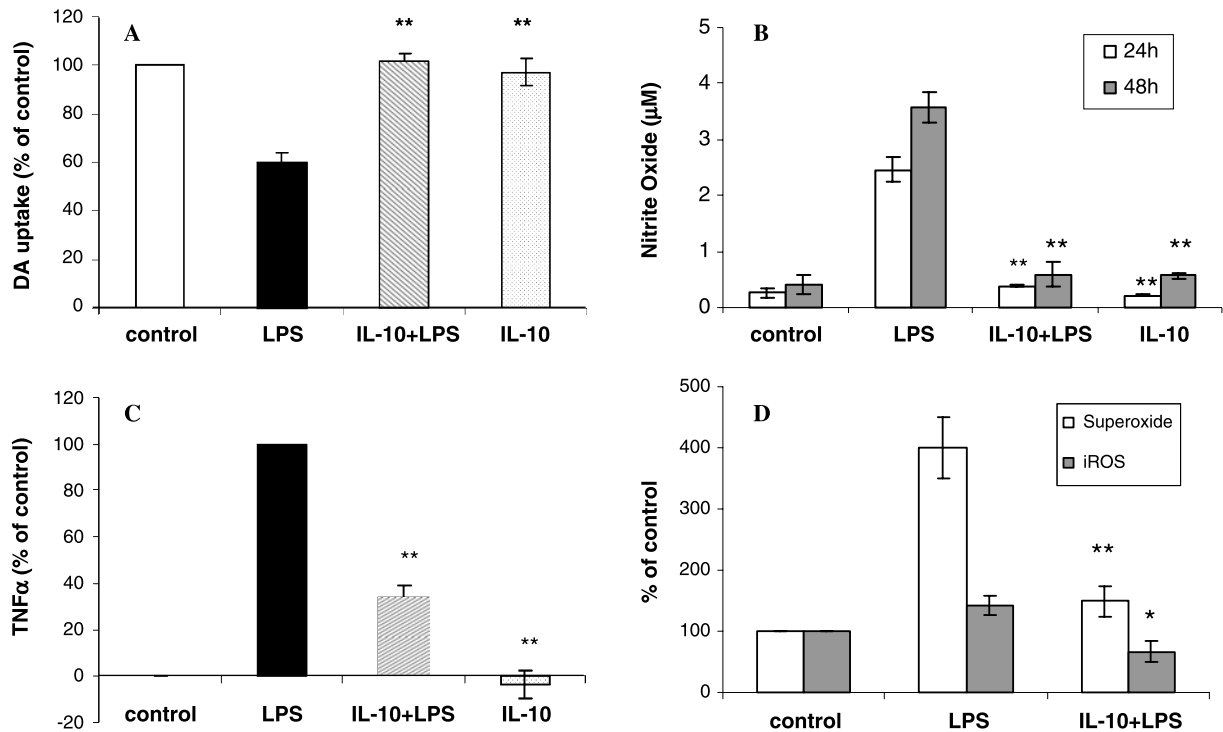 A
DA uptake (% of control)
120
100
80
60
40
20
0
** **
control LPS IL-10+LPS IL-10
B
Nitrite Oxide (μM)
5
4
3
2
1
0
24h
48h
** ** ** **
control LPS IL-10+LPS IL-10
C
TNFα (% of control)
120
100
80
60
40
20
0
-20
** **
control LPS IL-10+LPS IL-10
D
% of control
500
400
300
200
100
0
Superoxide
iROS
** *
control LPS IL-10+LPS